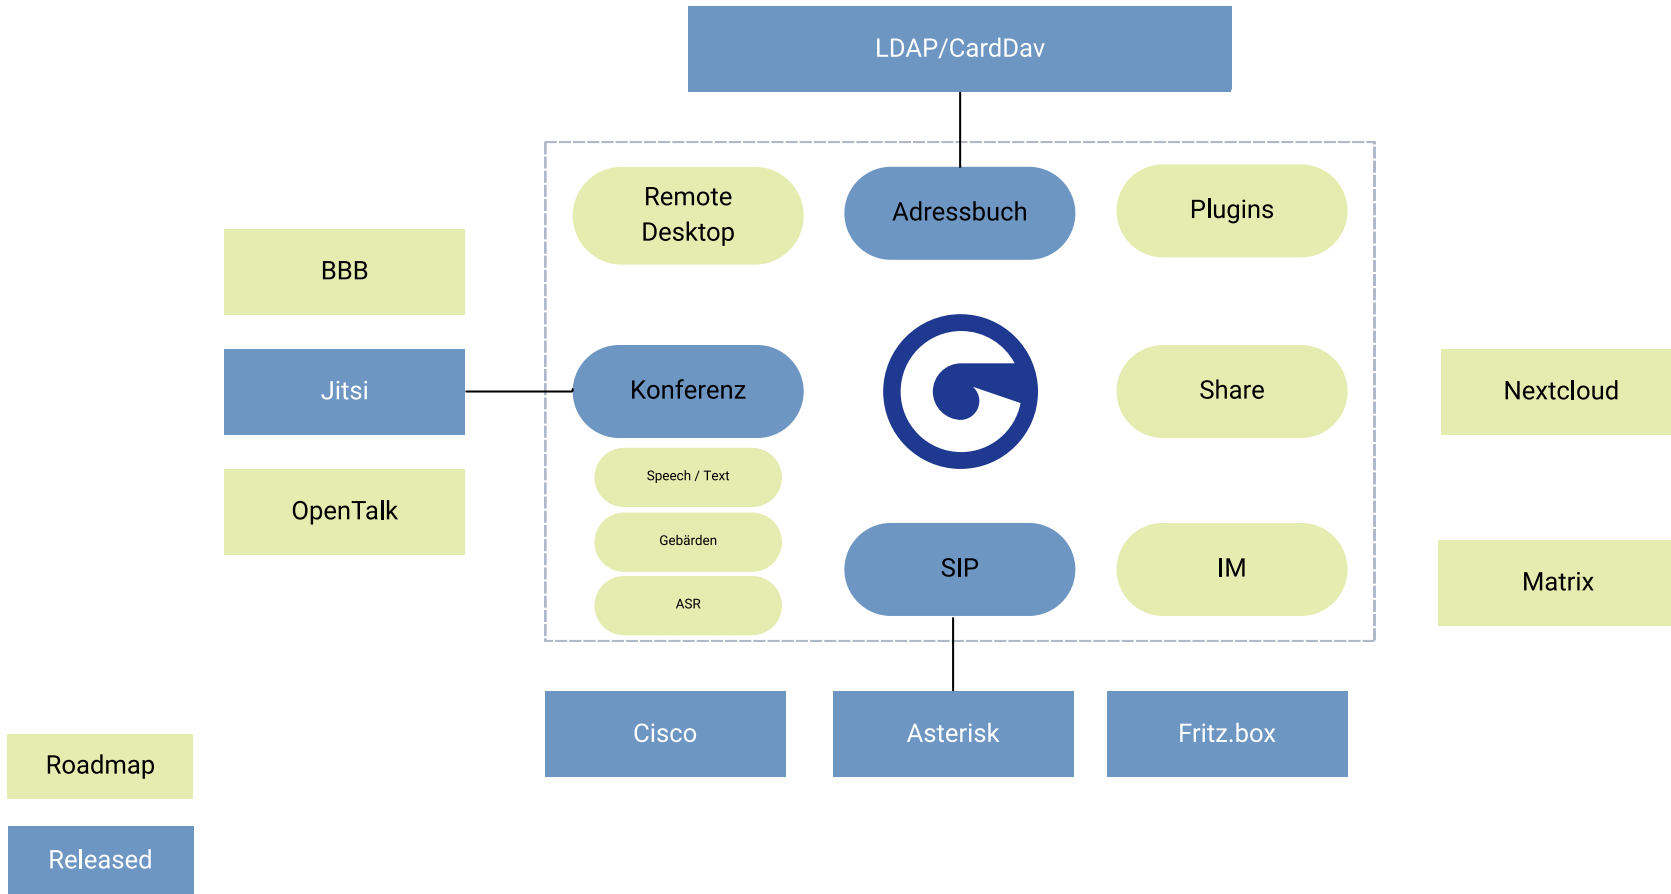 LDAP/CardDav
Remote
Desktop
Adressbuch
Plugins
BBB
Jitsi
Konferenz
Share
Nextcloud
Speech / Text
OpenTalk
Gebärden
SIP
IM
Matrix
ASR
Cisco
Asterisk
Fritz.box
Roadmap
Released